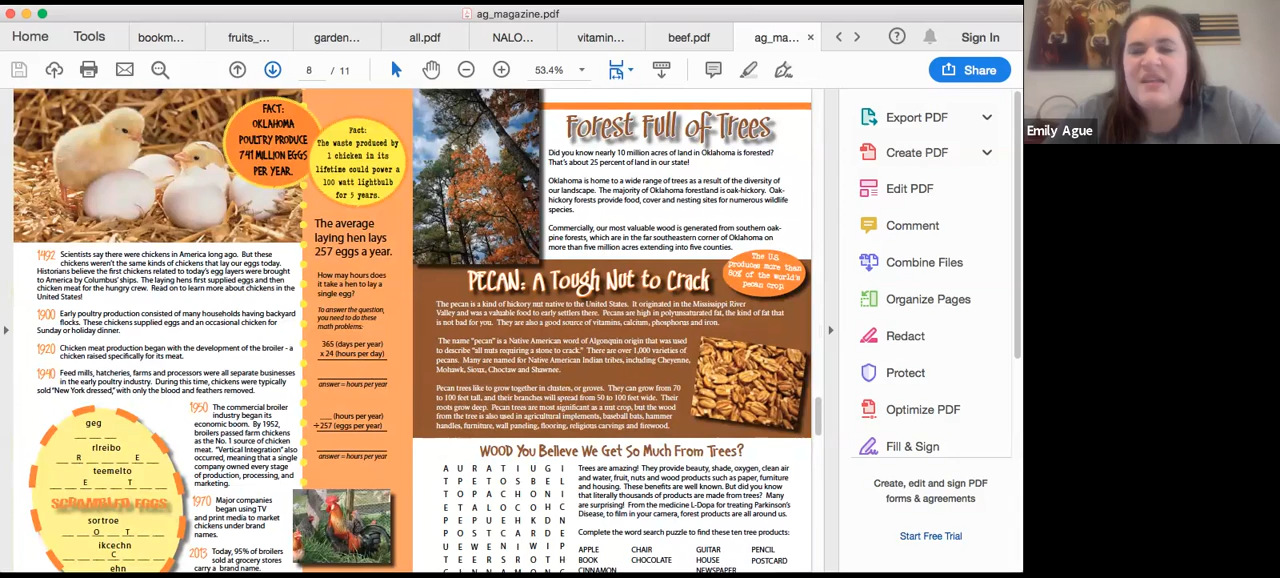 ag_magazine.pdf
Home
Tools
bookm...
fruits_...
garden...
all.pdf
NALO...
vitamin...
beef.pdf
ag_ma...
Sign In
8 / 11
53.4%
Share
Emily Ague
FACT:
OKLAHOMA
POULTRY PRODUCE
741 MILLION EGGS
PER YEAR.
Fact:
The waste produced by
1 chicken in its
lifetime could power a
100 watt lightbulb
for 5 years.
The average
laying hen lays
257 eggs a year.
How may hours does
it take a hen to lay a
single egg?
To answer the question,
you need to do these
math problems:
365 (days per year)
x 24 (hours per day)
answer = hours per year
___ (hours per year)
÷257 (eggs per year)
answer = hours per year
1492 Scientists say there were chickens in America long ago. But these
chickens weren't the same kinds of chickens that lay our eggs today.
Historians believe the first chickens related to today's egg layers were brought
to America by Columbus' ships. The laying hens first supplied eggs and then
chicken meat for the hungry crew. Read on to learn more about chickens in the
United States!
1900 Early poultry production consisted of many households having backyard
flocks. These chickens supplied eggs and an occasional chicken for
Sunday or holiday dinner.
1920 Chicken meat production began with the development of the broiler - a
chicken raised specifically for its meat.
1940 Feed mills, hatcheries, farms and processors were all separate businesses
in the early poultry industry. During this time, chickens were typically
sold "New York dressed," with only the blood and feathers removed.
1950 The commercial broiler
industry began its
economic boom. By 1952,
broilers passed farm chickens
as the No. 1 source of chicken
meat. "Vertical Integration" also
occurred, meaning that a single
company owned every stage
of production, processing, and
marketing.
1970 Major companies
began using TV
and print media to market
chickens under brand
names.
2013 Today, 95% of broilers
sold at grocery stores
carry a brand name.
geg
rlreibo
R E
teemelto
E T
SCRAMBLED EGGS
sortroe
O T
ikcechn
C
ehn
Forest Full of Trees
Did you know nearly 10 million acres of land in Oklahoma is forested?
That's about 25 percent of land in our state!
Oklahoma is home to a wide range of trees as a result of the diversity of
our landscape. The majority of Oklahoma forestland is oak-hickory. Oak-
hickory forests provide food, cover and nesting sites for numerous wildlife
species.
Commercially, our most valuable wood is generated from southern oak-
pine forests, which are in the far southeastern corner of Oklahoma on
more than five million acres extending into five counties.
PECAN: A Tough Nut to Crack
The U.S.
produces more than
80% of the world's
pecan crop.
The pecan is a kind of hickory nut native to the United States. It originated in the Mississippi River
Valley and was a valuable food to early settlers there. Pecans are high in polyunsaturated fat, the kind of fat that
is not bad for you. They are also a good source of vitamins, calcium, phosphorus and iron.
The name "pecan" is a Native American word of Algonquin origin that was used
to describe "all nuts requiring a stone to crack." There are over 1,000 varieties of
pecans. Many are named for Native American Indian tribes, including Cheyenne,
Mohawk, Sioux, Choctaw and Shawnee.
Pecan trees like to grow together in clusters, or groves. They can grow from 70
to 100 feet tall, and their branches will spread from 50 to 100 feet wide. Their
roots grow deep. Pecan trees are most significant as a nut crop, but the wood
from the tree is also used in agricultural implements, baseball bats, hammer
handles, furniture, wall paneling, flooring, religious carvings and firewood.
WOOD You Believe We Get So Much From Trees?
A U R A T I U G I
T P E T O S B E L
T O P A C H O N I
E T A L O C O H C
P E P U E H K D N
P O S T C A R D E
U E W E N I W I P
T E E R S R O T H
Trees are amazing! They provide beauty, shade, oxygen, clean air
and water, fruit, nuts and wood products such as paper, furniture
and housing. These benefits are well known. But did you know
that literally thousands of products are made from trees? Many
are surprising! From the medicine L-Dopa for treating Parkinson's
Disease, to film in your camera, forest products are all around us.
Complete the word search puzzle to find these ten tree products:
APPLE CHAIR GUITAR PENCIL
BOOK CHOCOLATE HOUSE POSTCARD
CINNAMON NEWSPAPER
Export PDF
Create PDF
Edit PDF
Comment
Combine Files
Organize Pages
Redact
Protect
Optimize PDF
Fill & Sign
Create, edit and sign PDF
forms & agreements
Start Free Trial